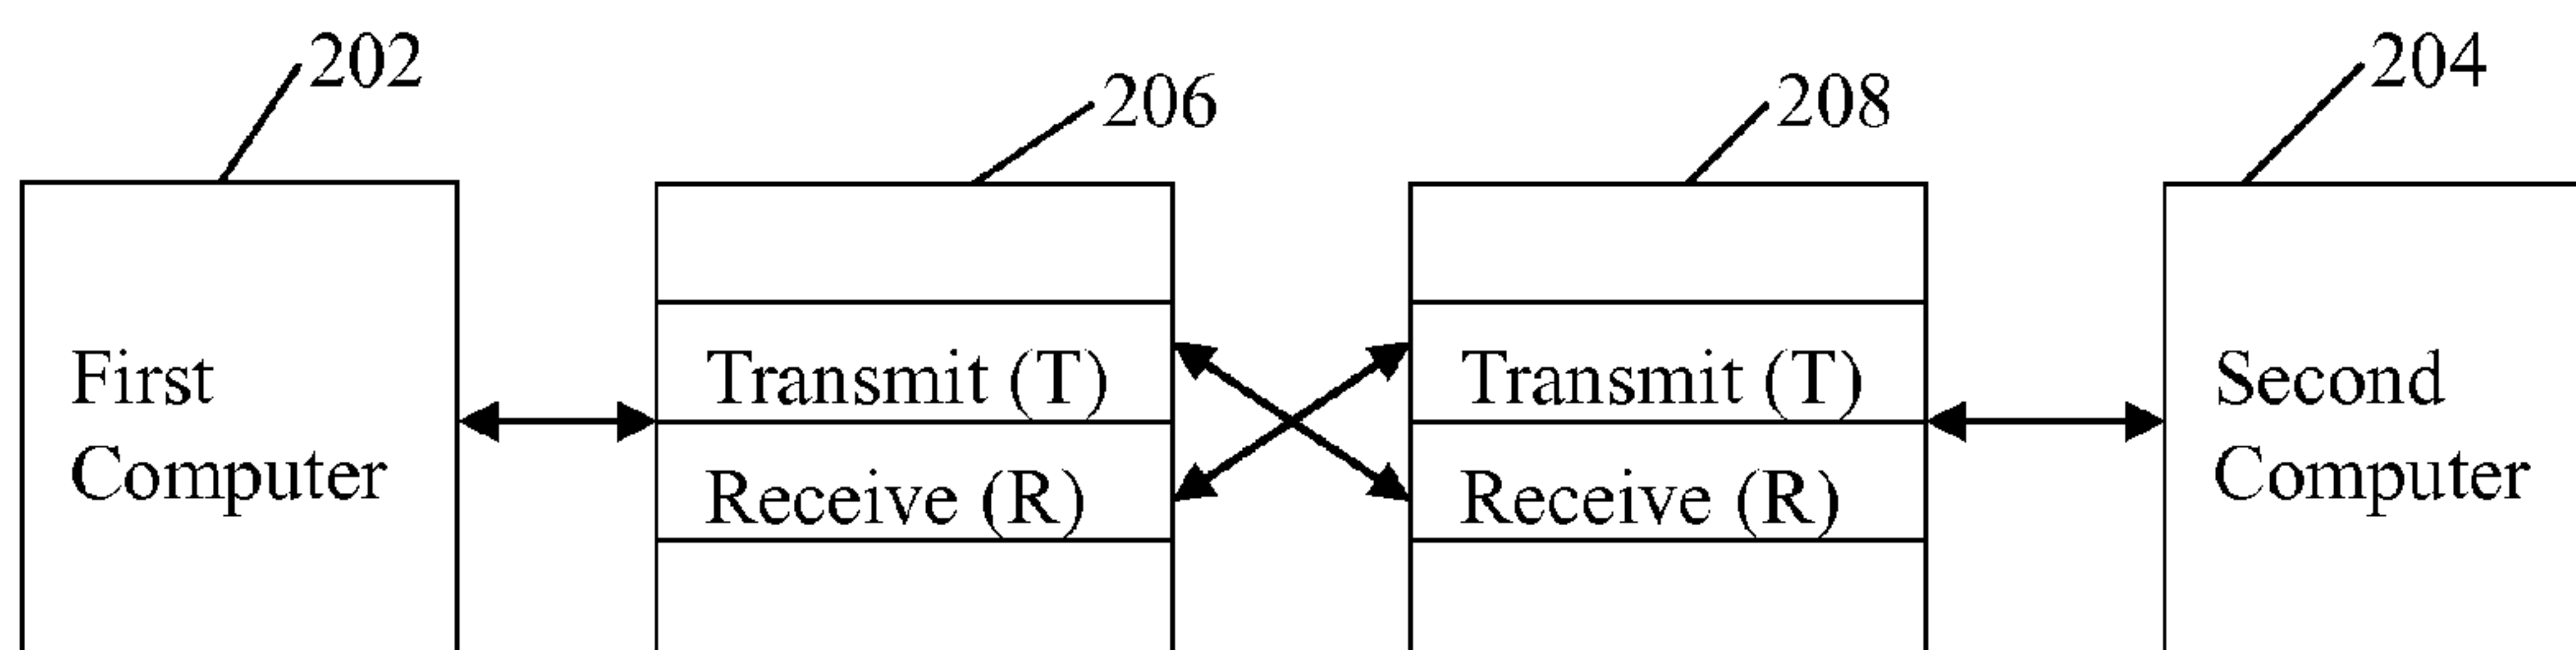 202
206
208
204
First
Computer
Transmit (T)
Receive (R)
Transmit (T)
Receive (R)
Second
Computer